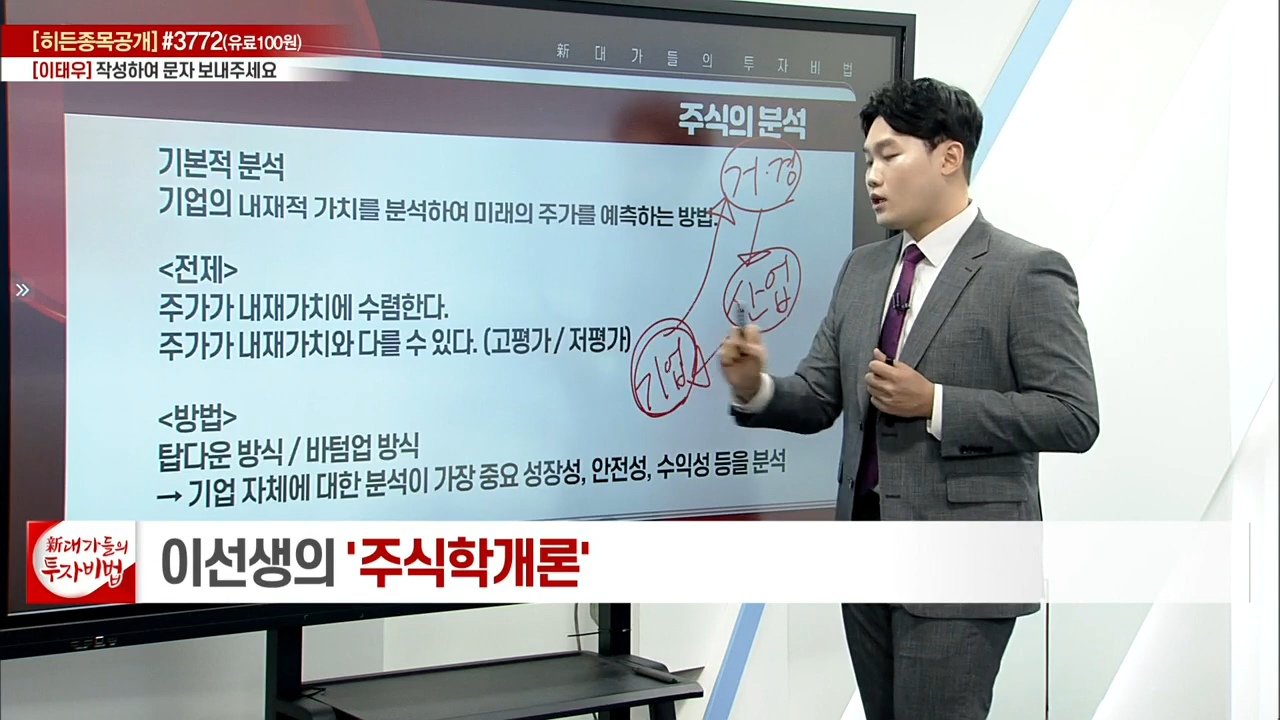 [히든종목공개] #3772(유료100원)
[이태우] 작성하여 문자 보내주세요
新 대 가 들 의 투 자 비 법
주식의 분석
기본적 분석
기업의 내재적 가치를 분석하여 미래의 주가를 예측하는 방법.
거·경
산업
기업
<전제>
주가가 내재가치에 수렴한다.
주가가 내재가치와 다를 수 있다. (고평가 / 저평가)
<방법>
탑다운 방식 / 바텀업 방식
→ 기업 자체에 대한 분석이 가장 중요 성장성, 안전성, 수익성 등을 분석
新대가들의
투자비법
이선생의 '주식학개론'